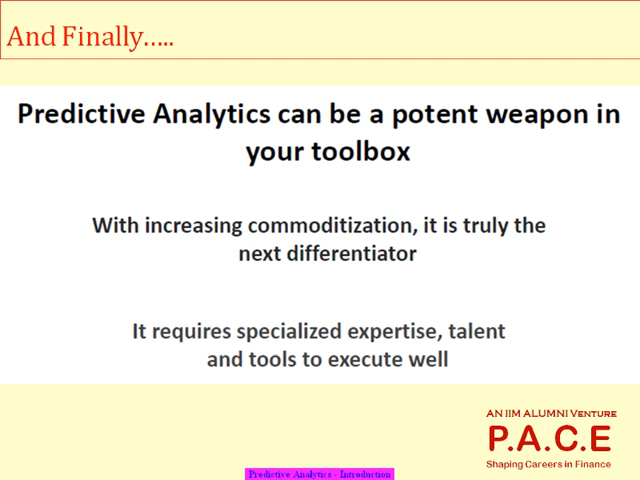 And Finally.....
Predictive Analytics can be a potent weapon in
your toolbox
With increasing commoditization, it is truly the
next differentiator
It requires specialized expertise, talent
and tools to execute well
AN IIM ALUMNI VENTURE
P.A.C.E
Shaping Careers in Finance
Predictive Analytics - Introduction